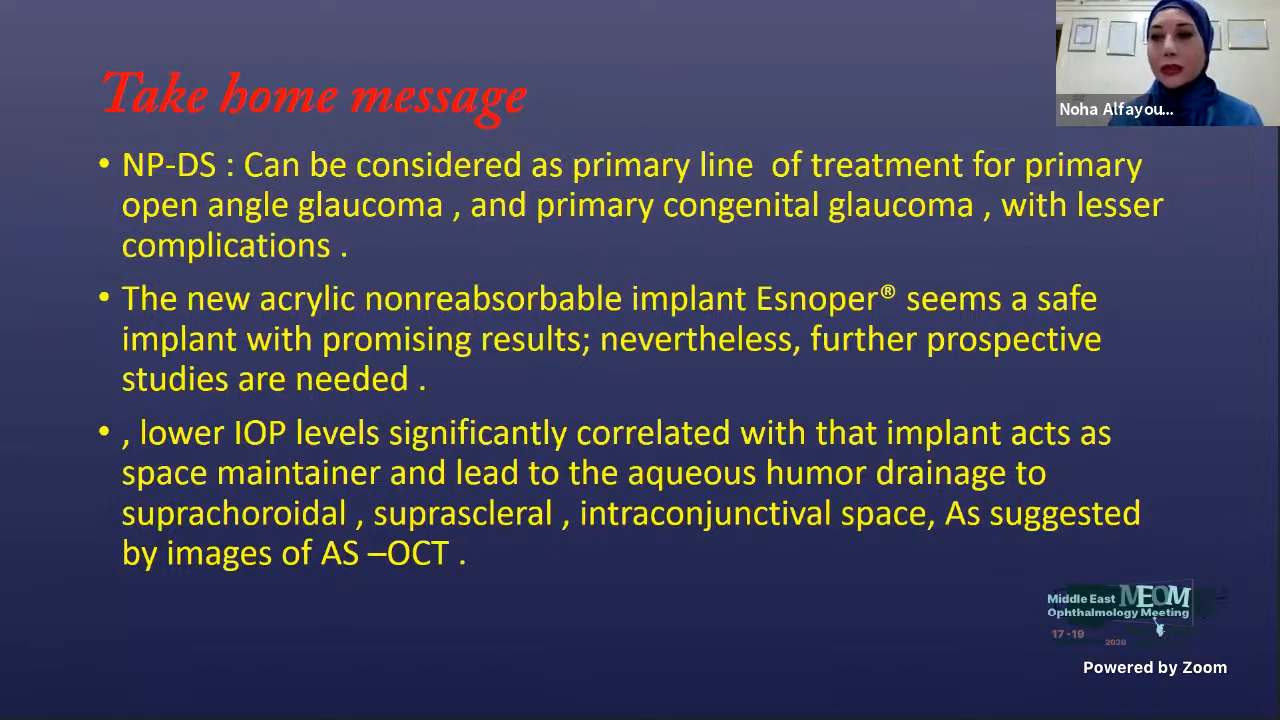 Take home message
Noha Alfayou...
• NP-DS : Can be considered as primary line of treatment for primary
open angle glaucoma , and primary congenital glaucoma , with lesser
complications .
• The new acrylic nonreabsorbable implant Esnoper® seems a safe
implant with promising results; nevertheless, further prospective
studies are needed .
• , lower IOP levels significantly correlated with that implant acts as
space maintainer and lead to the aqueous humor drainage to
suprachoroidal , suprascleral , intraconjunctival space, As suggested
by images of AS –OCT .
Middle East MEOM
Ophthalmology Meeting
17-19
2020
Powered by Zoom